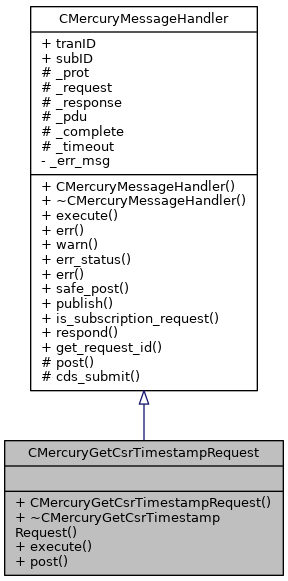 CMercuryMessageHandler
+ tranID
+ subID
# _prot
# _request
# _response
# _pdu
# _complete
# _timeout
- _err_msg
+ CMercuryMessageHandler()
+ ~CMercuryMessageHandler()
+ execute()
+ err()
+ warn()
+ err_status()
+ err()
+ safe_post()
+ publish()
+ is_subscription_request()
+ respond()
+ get_request_id()
# post()
# cds_submit()
CMercuryGetCsrTimestampRequest
+ CMercuryGetCsrTimestampRequest()
+ ~CMercuryGetCsrTimestamp
Request()
+ execute()
+ post()